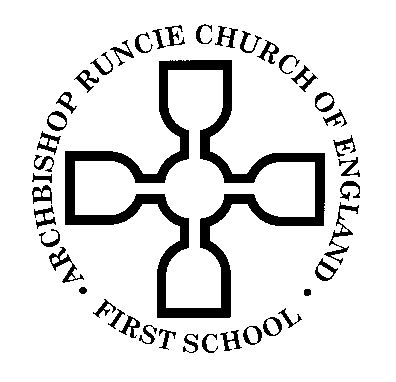 ARCHBISHOP RUNCIE CHURCH OF ENGLAND
FIRST SCHOOL